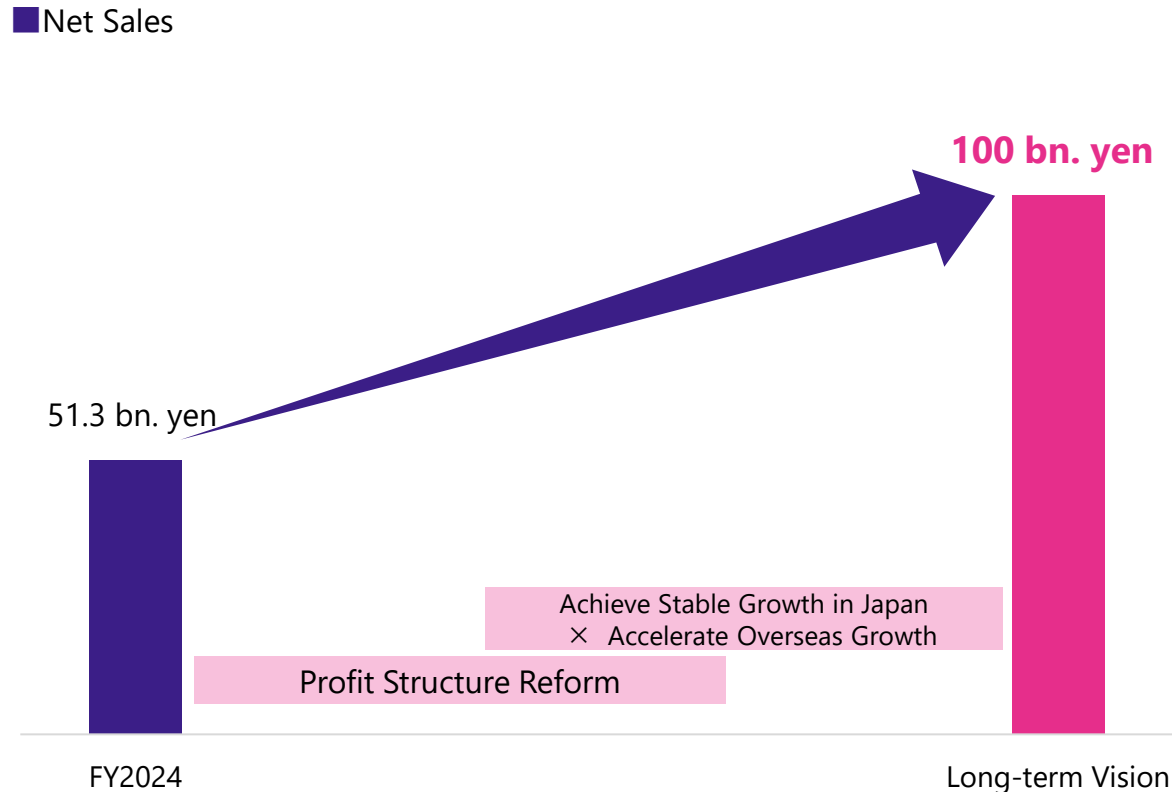 Net Sales
100 bn. yen
51.3 bn. yen
Achieve Stable Growth in Japan
× Accelerate Overseas Growth
Profit Structure Reform
FY2024
Long-term Vision